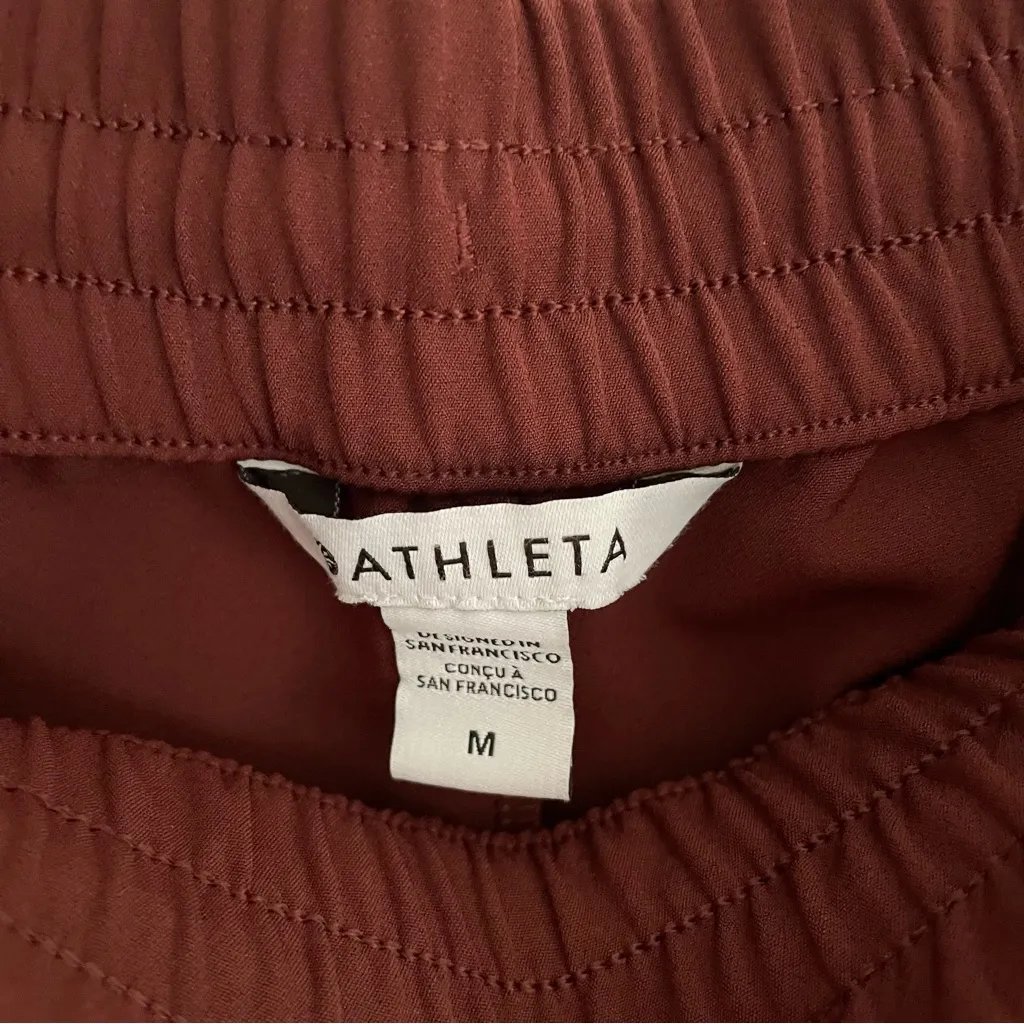 ATHLETA
DESIGNED IN
SAN FRANCISCO
CONÇU À
SAN FRANCISCO
M